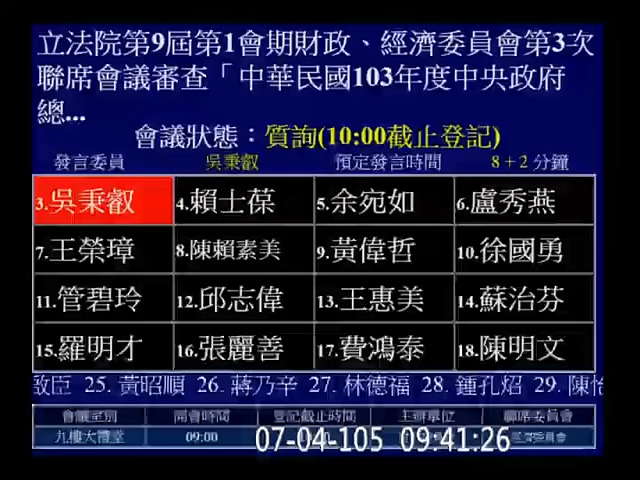 立法院第9屆第1會期財政、經濟委員會第3次
聯席會議審查「中華民國103年度中央政府
總...
會議狀態：質詢(10:00截止登記)
發言委員 吳秉叡 預定發言時間 8+2 分鐘
3.吳秉叡 4.賴士葆 5.余宛如 6.盧秀燕
7.王榮璋 8.陳賴素美 9.黃偉哲 10.徐國勇
11.管碧玲 12.邱志偉 13.王惠美 14.蘇治芬
15.羅明才 16.張麗善 17.費鴻泰 18.陳明文
啟臣 25. 黃昭順 26. 蔣乃辛 27. 林德福 28. 鍾孔炤 29. 陳怡
會議室別 開會時間 登記截止時間 主辦單位 聯席委員會
九樓大禮堂 09:00
07-04-105 09:41:26